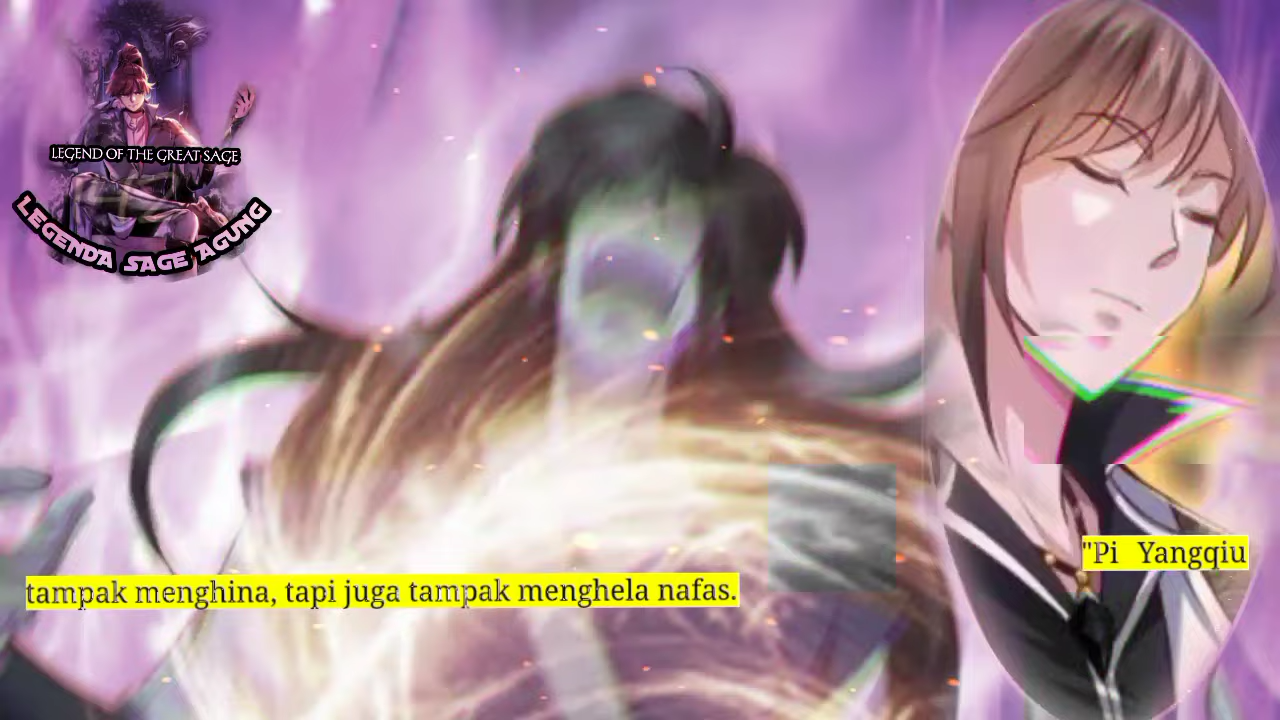 LEGEND OF THE GREAT SAGE
LEGENDA SAGE AGUNG
"Pi Yangqiu
tampak menghina, tapi juga tampak menghela nafas.